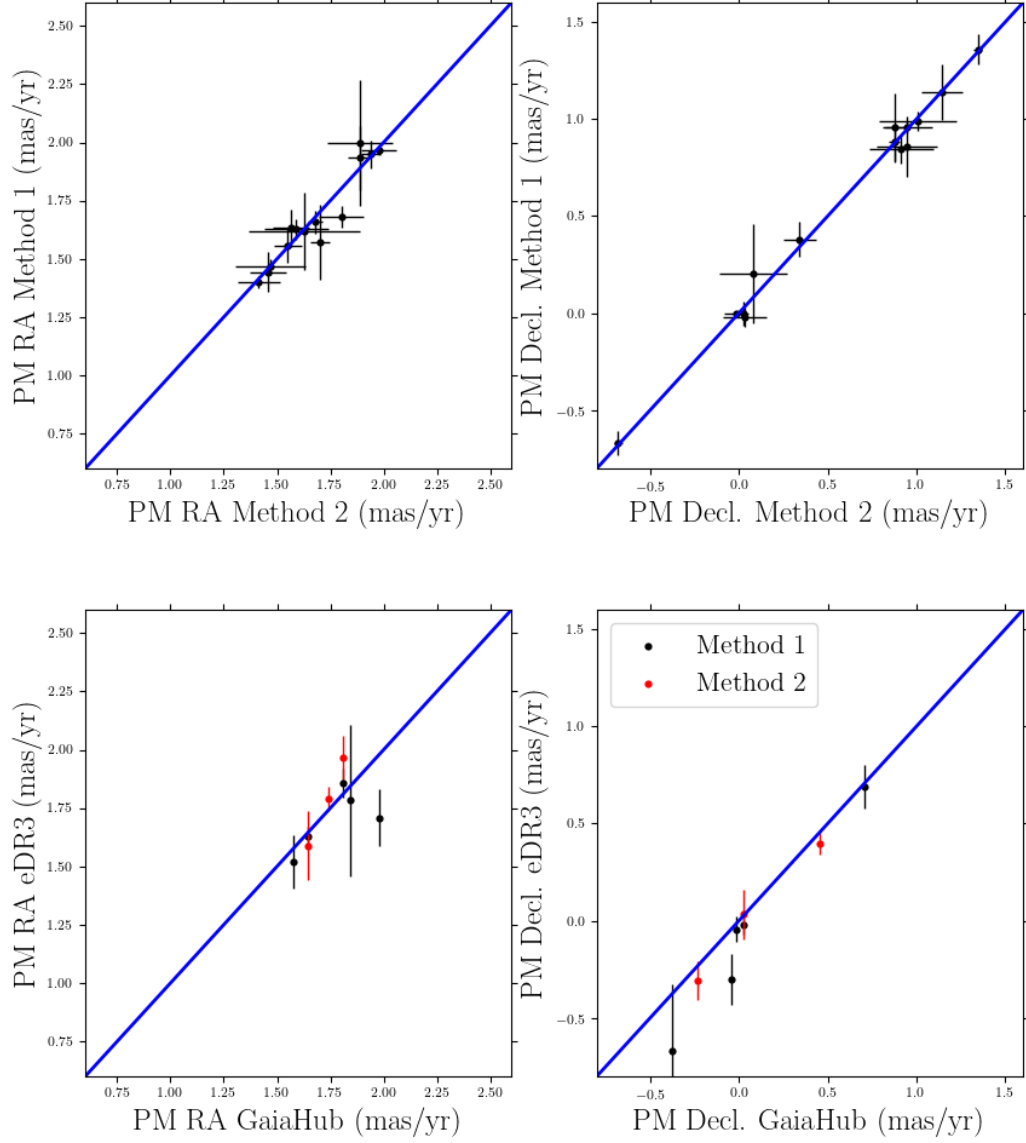 2.50
2.25
2.00
1.75
1.50
1.25
1.00
0.75
PM RA Method 1 (mas/yr)
0.75 1.00 1.25 1.50 1.75 2.00 2.25 2.50
PM RA Method 2 (mas/yr)
1.5
1.0
0.5
0.0
−0.5
PM Decl. Method 1 (mas/yr)
−0.5 0.0 0.5 1.0 1.5
PM Decl. Method 2 (mas/yr)
2.50
2.25
2.00
1.75
1.50
1.25
1.00
0.75
PM RA eDR3 (mas/yr)
0.75 1.00 1.25 1.50 1.75 2.00 2.25 2.50
PM RA GaiaHub (mas/yr)
Method 1
Method 2
1.5
1.0
0.5
0.0
−0.5
PM Decl. eDR3 (mas/yr)
−0.5 0.0 0.5 1.0 1.5
PM Decl. GaiaHub (mas/yr)